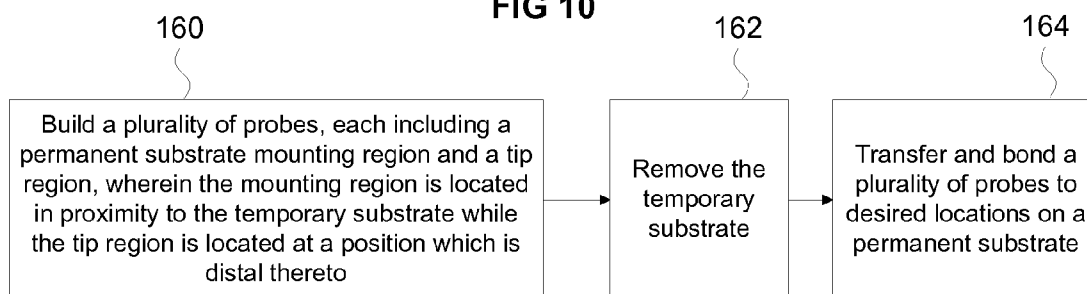 FIG 10
160
162
164
Build a plurality of probes, each including a
permanent substrate mounting region and a tip
region, wherein the mounting region is located
in proximity to the temporary substrate while
the tip region is located at a position which is
distal thereto
Remove the
temporary
substrate
Transfer and bond a
plurality of probes to
desired locations on a
permanent substrate